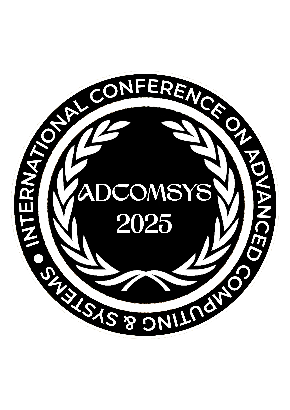 INTERNATIONAL CONFERENCE ON ADVANCED COMPUTING & SYSTEMS •
ADCOMSYS
2025